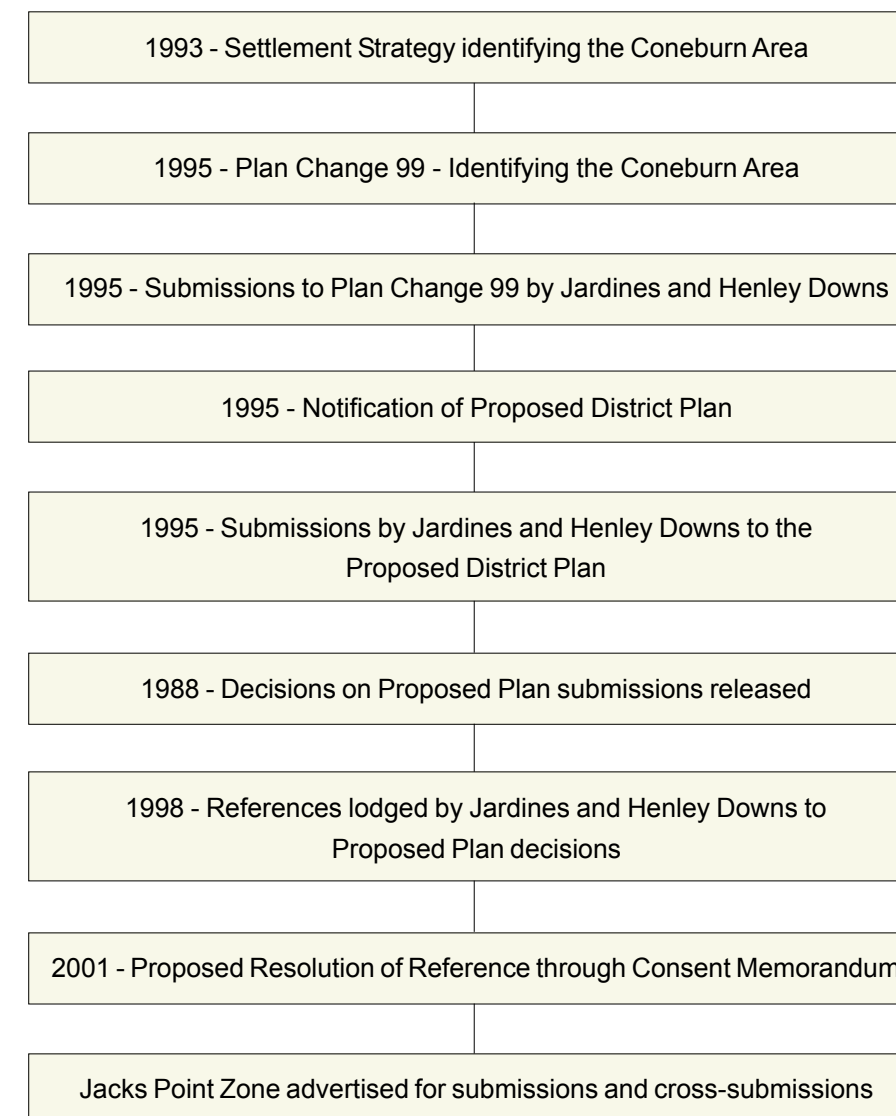 1993 - Settlement Strategy identifying the Coneburn Area
1995 - Plan Change 99 - Identifying the Coneburn Area
1995 - Submissions to Plan Change 99 by Jardines and Henley Downs
1995 - Notification of Proposed District Plan
1995 - Submissions by Jardines and Henley Downs to the
Proposed District Plan
1988 - Decisions on Proposed Plan submissions released
1998 - References lodged by Jardines and Henley Downs to
Proposed Plan decisions
2001 - Proposed Resolution of Reference through Consent Memorandum
Jacks Point Zone advertised for submissions and cross-submissions